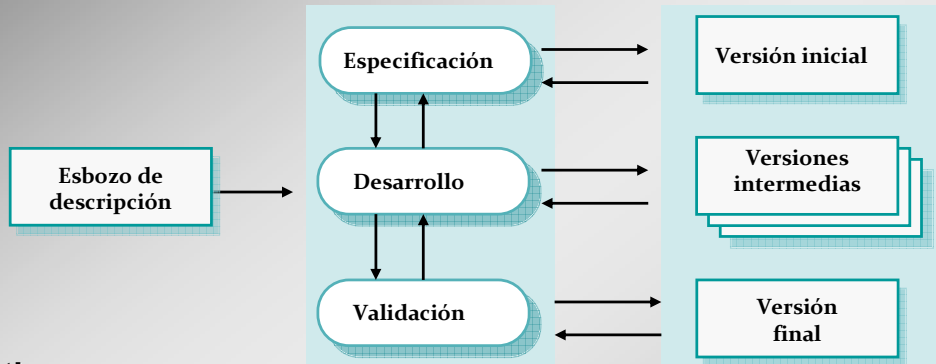 Especificación
Versión inicial
Esbozo de
descripción
Desarrollo
Versiones
intermedias
Validación
Versión
final